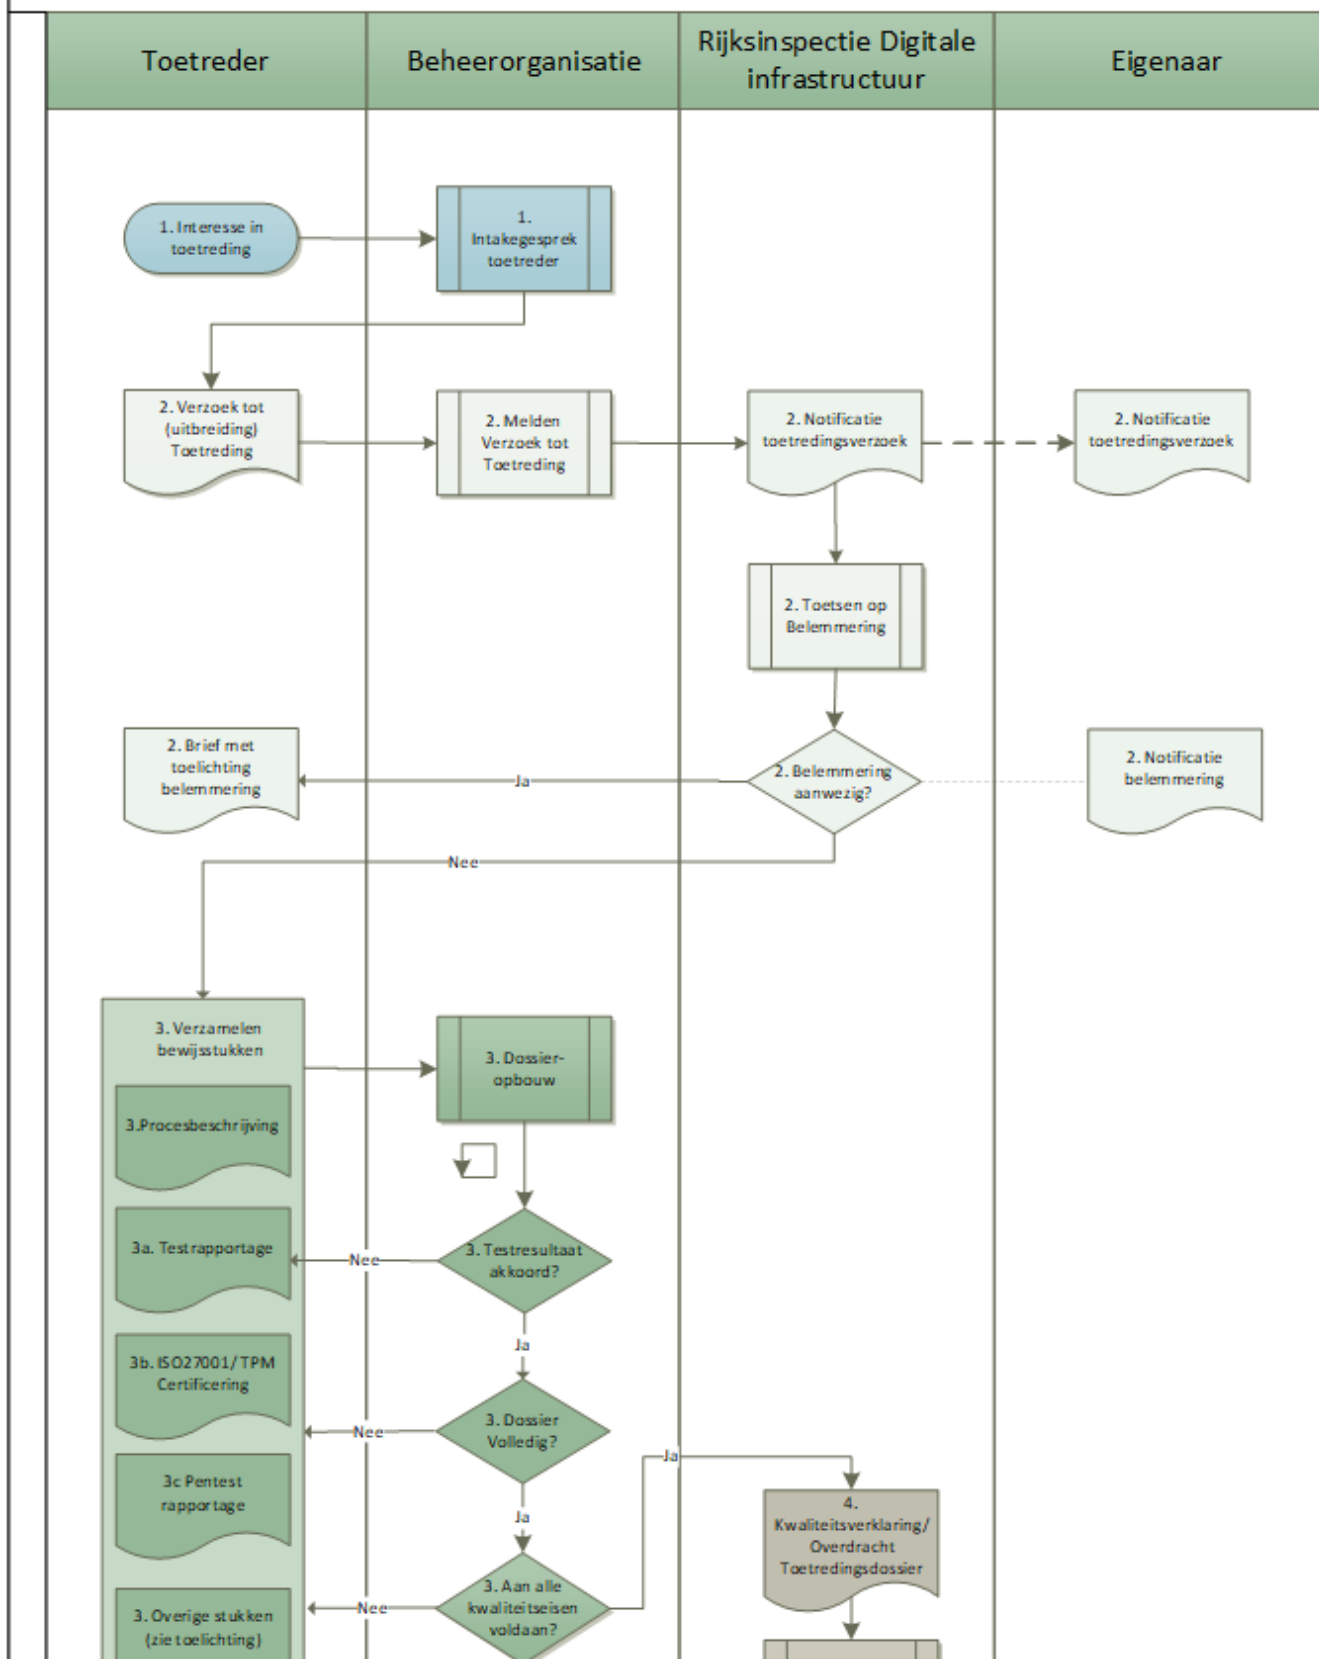 Toetreder
Beheerorganisatie
Rijksinspectie Digitale
infrastructuur
Eigenaar
1. Interesse in
toetreding
1.
Intakegesprek
toetreder
2. Verzoek tot
(uitbreiding)
Toetreding
2. Melden
Verzoek tot
Toetreding
2. Notificatie
toetredingsverzoek
2. Notificatie
toetredingsverzoek
2. Toetsen op
Belemmering
2. Brief met
toelichting
belemmering
Ja
2. Belemmering
aanwezig?
2. Notificatie
belemmering
Nee
3. Verzamelen
bewijsstukken
3. Dossier-
opbouw
3.Procesbeschrijving
3a. Testrapportage
Nee
3. Testresultaat
akkoord?
Ja
3b. ISO27001/TPM
Certificering
Nee
3. Dossier
Volledig?
Ja
3c Pentest
rapportage
Ja
4.
Kwaliteitsverklaring/
Overdracht
Toetredingsdossier
3. Overige stukken
(zie toelichting)
Nee
3. Aan alle
kwaliteitseisen
voldaan?